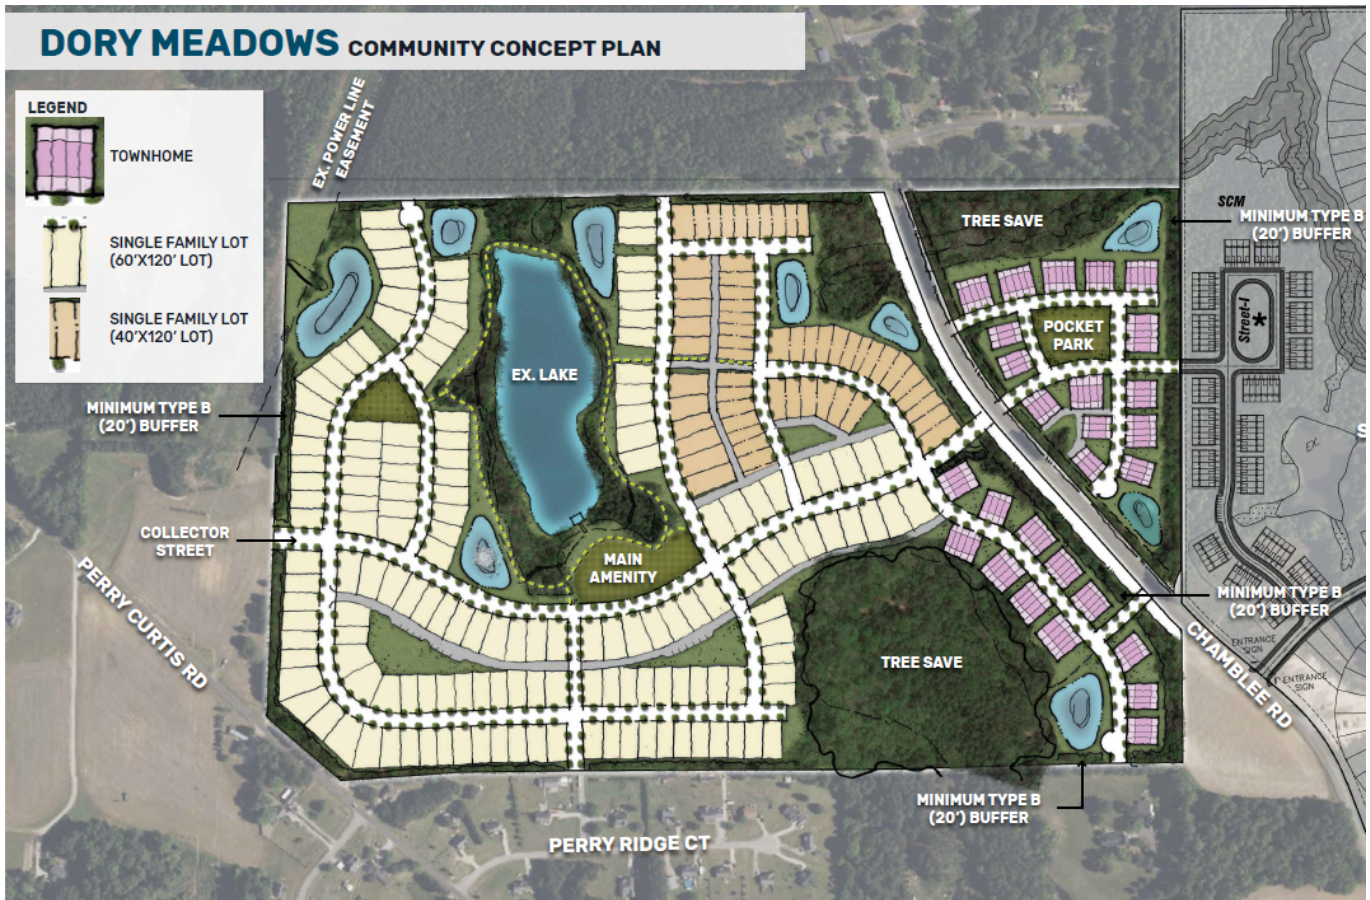 DORY MEADOWS COMMUNITY CONCEPT PLAN
LEGEND
TOWNHOME
SINGLE FAMILY LOT
(60'X120' LOT)
SINGLE FAMILY LOT
(40'X120' LOT)
EX. POWER LINE
EASEMENT
TREE SAVE
SCM
MINIMUM TYPE B
(20') BUFFER
Street-I
*
POCKET
PARK
EX. LAKE
MINIMUM TYPE B
(20') BUFFER
S
EX.
COLLECTOR
STREET
MAIN
AMENITY
PERRY CURTIS RD
MINIMUM TYPE B
(20') BUFFER
TREE SAVE
CHAMBLEE RD
ENTRANCE
SIGN
ENTRANCE
SIGN
MINIMUM TYPE B
(20') BUFFER
PERRY RIDGE CT